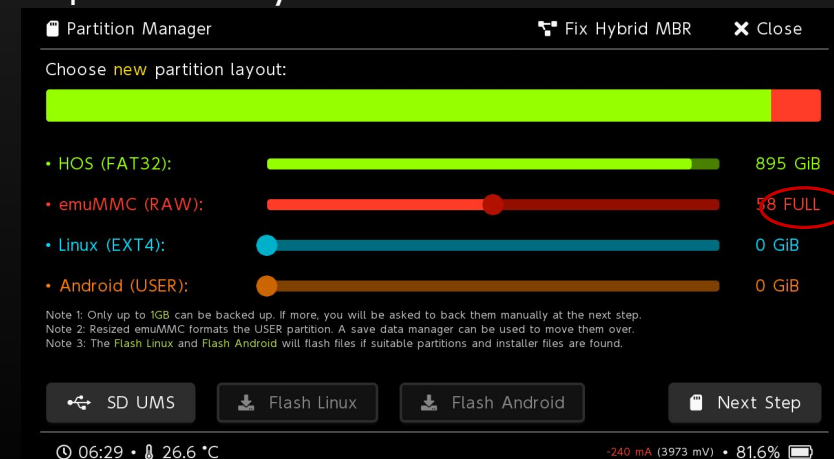 Partition Manager Fix Hybrid MBR Close
Choose new partition layout:
• HOS (FAT32): 895 GiB
• emuMMC (RAW): 58 FULL
• Linux (EXT4): 0 GiB
• Android (USER): 0 GiB
Note 1: Only up to 1GB can be backed up. If more, you will be asked to back them manually at the next step.
Note 2: Resized emuMMC formats the USER partition. A save data manager can be used to move them over.
Note 3: The Flash Linux and Flash Android will flash files if suitable partitions and installer files are found.
SD UMS Flash Linux Flash Android Next Step
06:29 • 26.6 °C -240 mA (3973 mV) • 81.6%